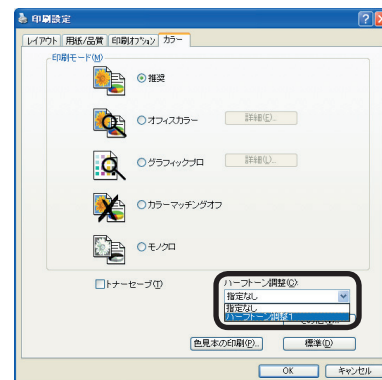 印刷設定
レイアウト 用紙/品質 印刷オプション カラー
印刷モード(M)
推奨
オフィスカラー 詳細(E)...
グラフィックプロ 詳細(L)...
カラーマッチングオフ
モノクロ
トナーセーブ(T)
ハーフトーン調整(C):
指定なし
指定なし
ハーフトーン調整1
色見本の印刷(P)... 標準(D)
OK キャンセル